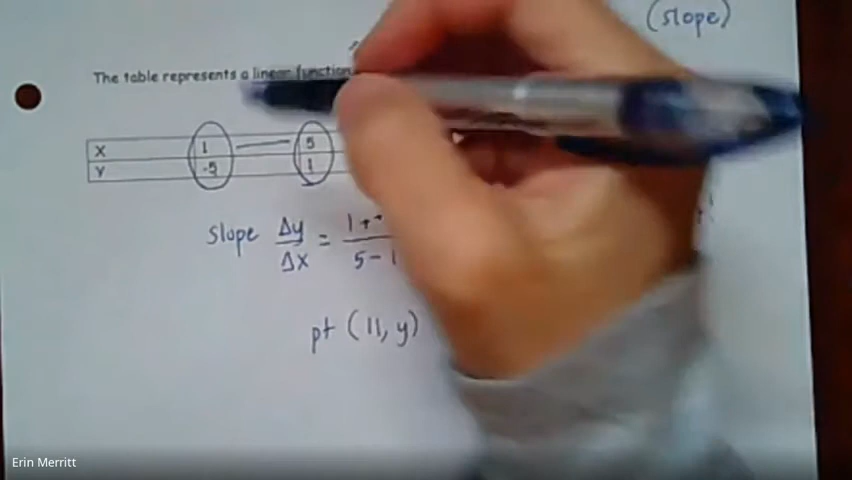 (slope)
The table represents a linear function
X 1 5
Y -5 1
slope Δy/Δx = 1+-/5-1
pt (11, y)
Erin Merritt